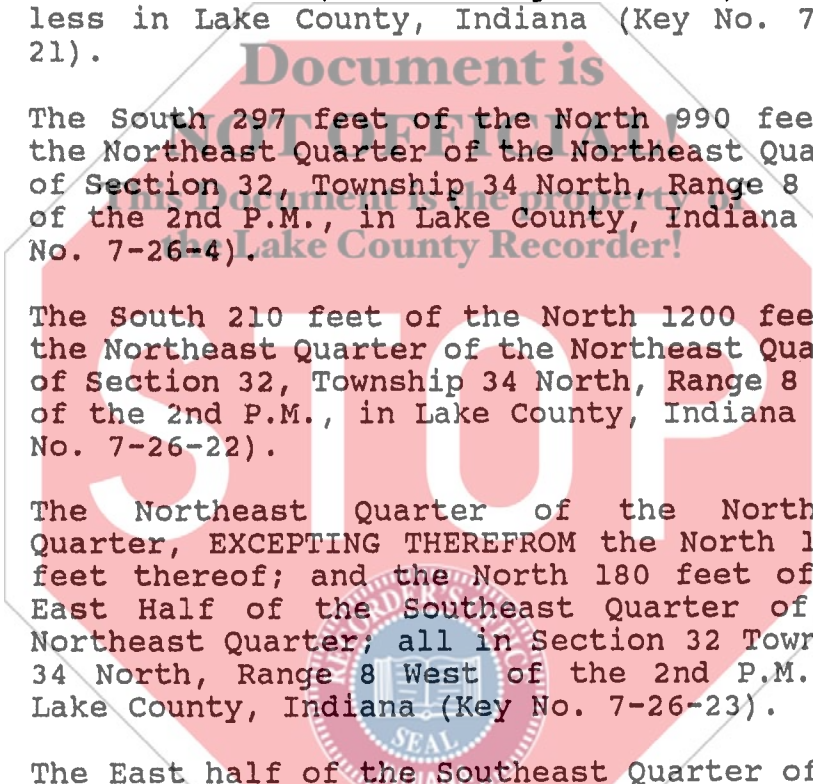 less in Lake County, Indiana (Key No. 7
21).
Document is
NOT OFFICIAL!
This Document is the property of
the Lake County Recorder!
The South 297 feet of the North 990 fee
the Northeast Quarter of the Northeast Qua
of Section 32, Township 34 North, Range 8
of the 2nd P.M., in Lake County, Indiana
No. 7-26-4).
STOP
The South 210 feet of the North 1200 fee
the Northeast Quarter of the Northeast Qua
of Section 32, Township 34 North, Range 8
of the 2nd P.M., in Lake County, Indiana
No. 7-26-22).
The Northeast Quarter of the North
Quarter, EXCEPTING THEREFROM the North 1
feet thereof; and the North 180 feet of
East Half of the Southeast Quarter of
Northeast Quarter; all in Section 32 Town
34 North, Range 8 West of the 2nd P.M.
Lake County, Indiana (Key No. 7-26-23).
SEAL
The East half of the Southeast Quarter of